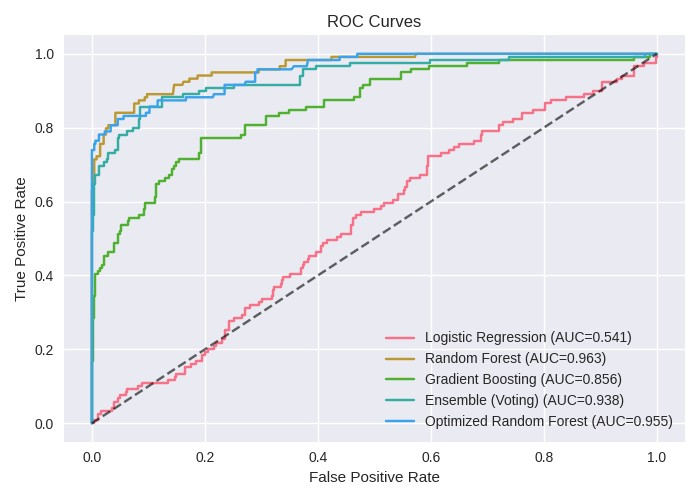 ROC Curves
True Positive Rate
1.0
0.8
0.6
0.4
0.2
0.0
Logistic Regression (AUC=0.541)
Random Forest (AUC=0.963)
Gradient Boosting (AUC=0.856)
Ensemble (Voting) (AUC=0.938)
Optimized Random Forest (AUC=0.955)
0.0 0.2 0.4 0.6 0.8 1.0
False Positive Rate